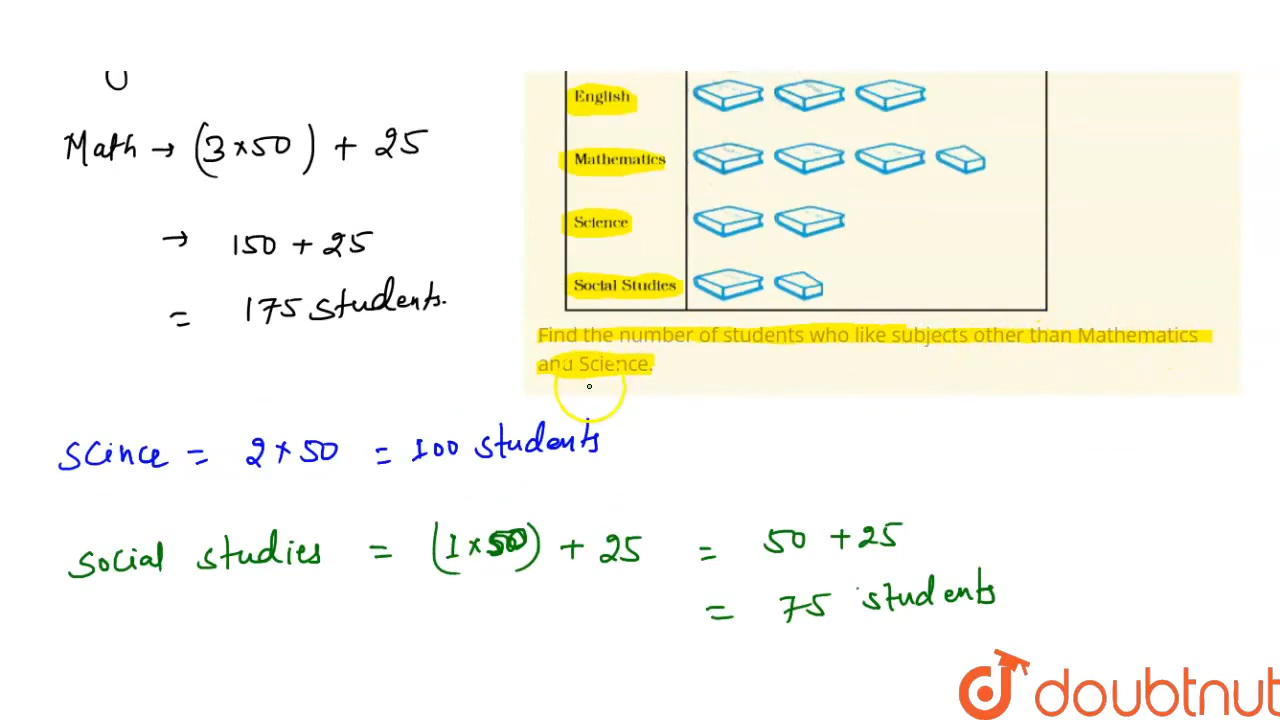 English
Math → (3×50) + 25
Mathematics
Science
→ 150 + 25
Social Studies
= 175 students.
Find the number of students who like subjects other than Mathematics
and Science.
Scince = 2×50 = 100 students
Social studies = (1×50) + 25 = 50 + 25
= 75 students
doubtnut